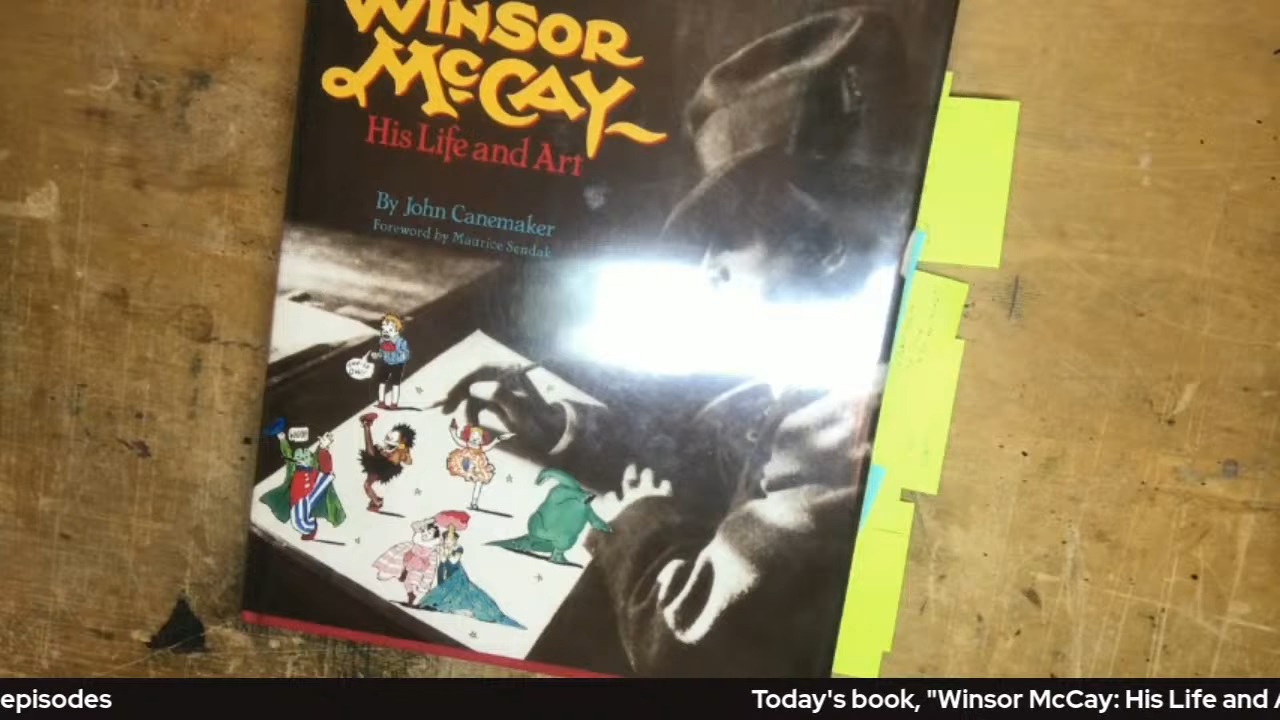 WINSOR
McCAY
His Life and Art
By John Canemaker
Foreword by Maurice Sendak
episodes
Today's book, "Winsor McCay: His Life and